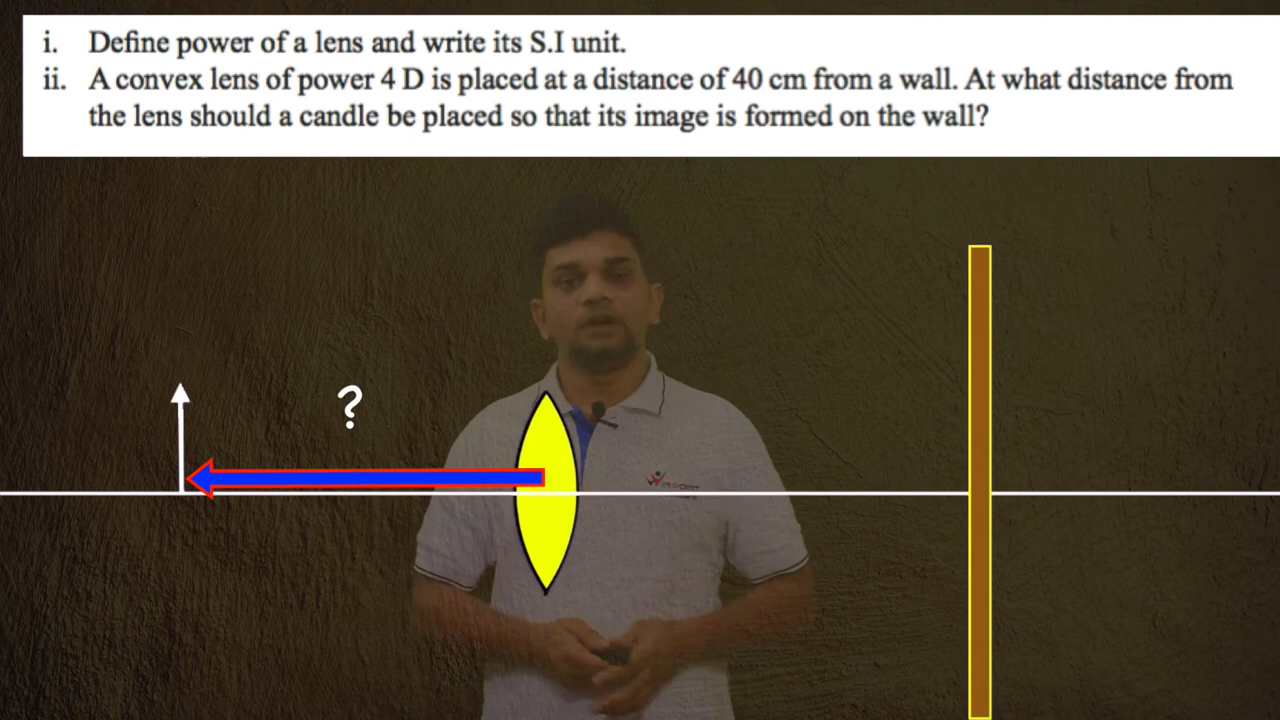 i. Define power of a lens and write its S.I unit.
ii. A convex lens of power 4 D is placed at a distance of 40 cm from a wall. At what distance from
the lens should a candle be placed so that its image is formed on the wall?
?